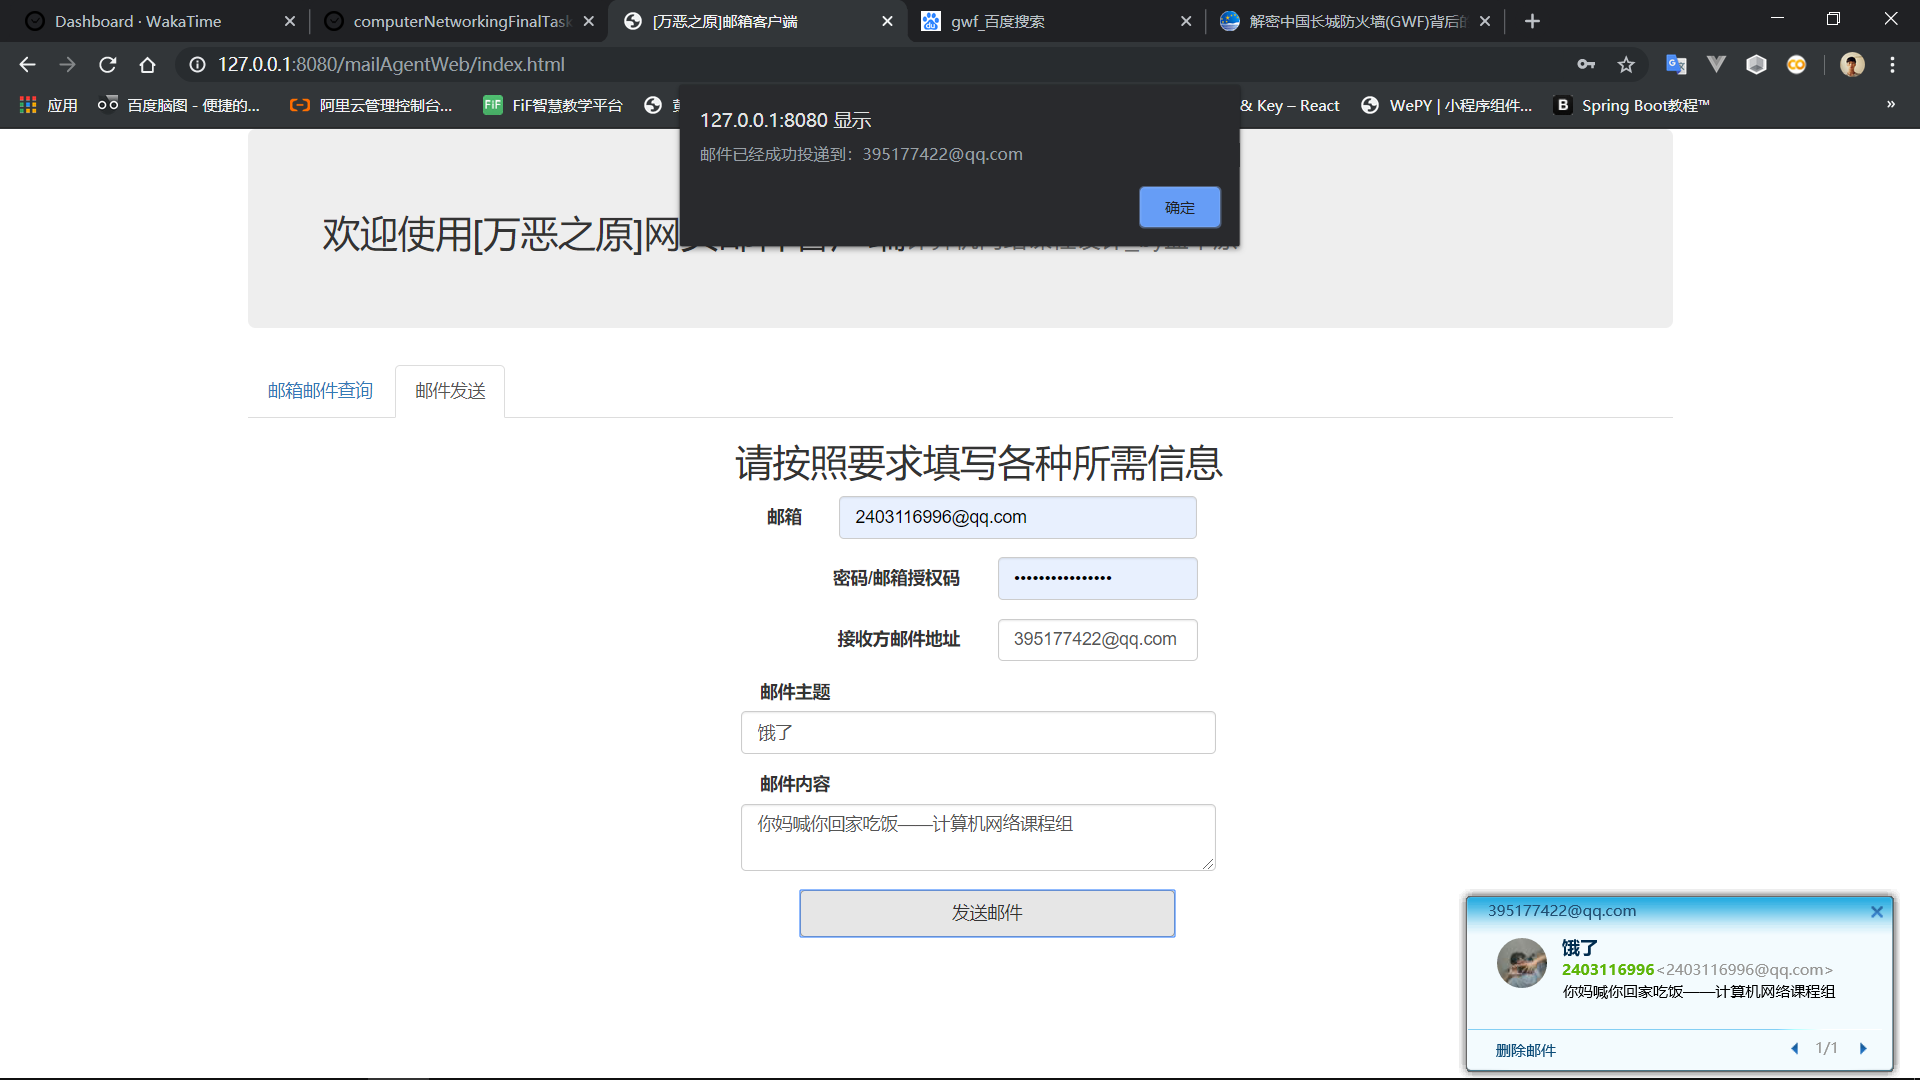 Dashboard · WakaTime
computerNetworkingFinalTask
[万恶之原]邮箱客户端
gwf_百度搜索
解密中国长城防火墙(GWF)背后的
127.0.0.1:8080/mailAgentWeb/index.html
应用
百度脑图 - 便捷的...
阿里云管理控制台...
FiF智慧教学平台
& Key – React
WePY | 小程序组件...
Spring Boot教程™
»
127.0.0.1:8080 显示
邮件已经成功投递到：395177422@qq.com
确定
欢迎使用[万恶之原]网
邮箱邮件查询
邮件发送
请按照要求填写各种所需信息
邮箱
2403116996@qq.com
密码/邮箱授权码
••••••••••••••••
接收方邮件地址
395177422@qq.com
邮件主题
饿了
邮件内容
你妈喊你回家吃饭——计算机网络课程组
发送邮件
395177422@qq.com
饿了
2403116996<2403116996@qq.com>
你妈喊你回家吃饭——计算机网络课程组
删除邮件
1/1